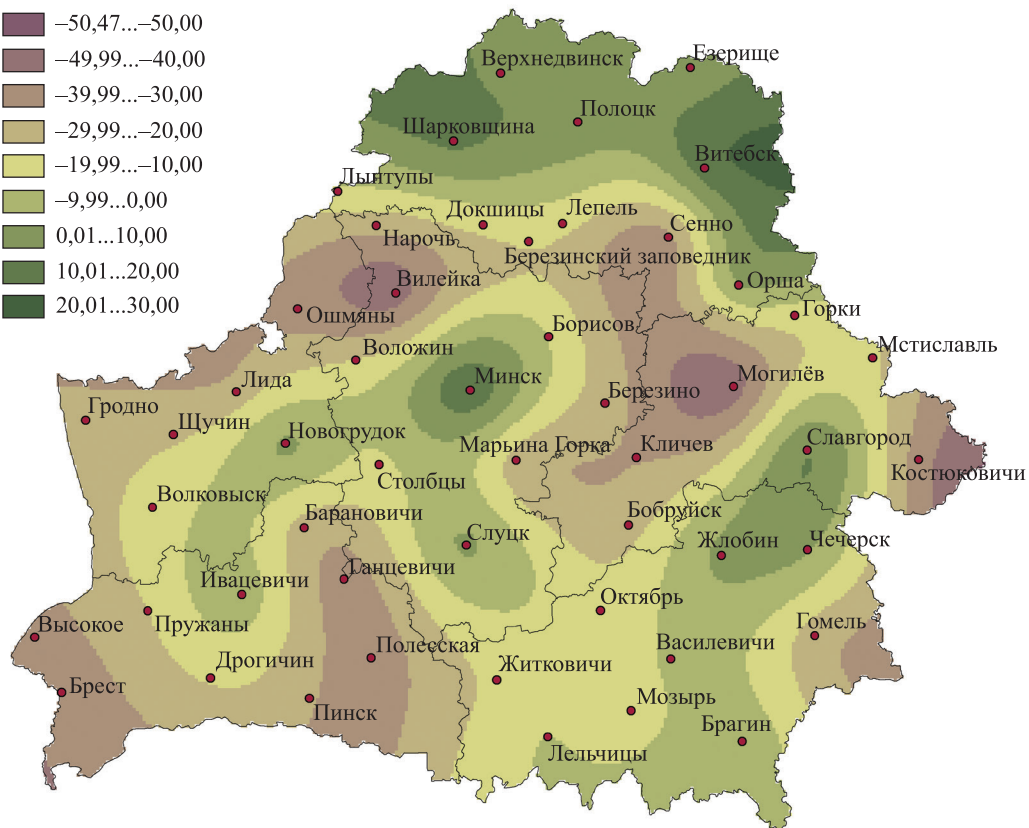 –50,47...–50,00
–49,99...–40,00
–39,99...–30,00
–29,99...–20,00
–19,99...–10,00
–9,99...0,00
0,01...10,00
10,01...20,00
20,01...30,00
Верхнедвинск
Езерище
Полоцк
Шарковщина
Витебск
Лынтупы
Докшицы
Лепель
Сенно
Нарочь
Березинский заповедник
Вилейка
Орша
Ошмяны
Горки
Борисов
Мстиславль
Воложин
Минск
Могилёв
Лида
Березино
Гродно
Щучин
Новогрудок
Марьина Горка
Кличев
Славгород
Костюковичи
Столбцы
Волковыск
Барановичи
Бобруйск
Слуцк
Жлобин
Чечерск
Ганцевичи
Ивацевичи
Октябрь
Высокое
Пружаны
Гомель
Полесская
Василевичи
Дрогичин
Житковичи
Брест
Пинск
Мозырь
Брагин
Лельчицы